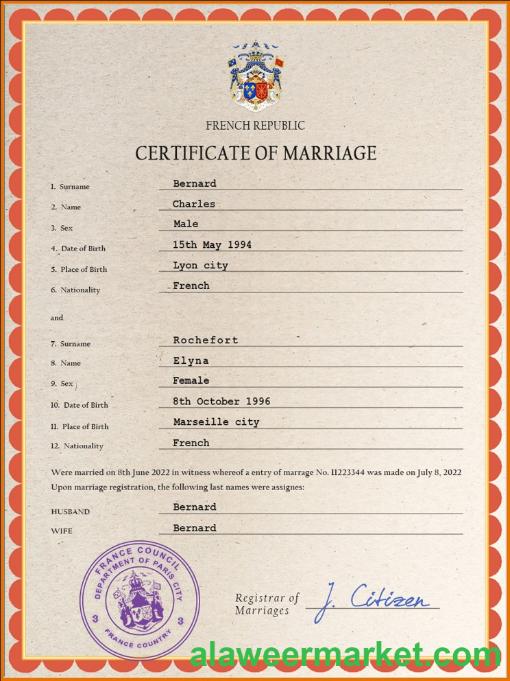 FRENCH REPUBLIC
CERTIFICATE OF MARRIAGE
1. Surname Bernard
2. Name Charles
3. Sex Male
4. Date of Birth 15th May 1994
5. Place of Birth Lyon city
6. Nationality French
and
7. Surname Rochefort
8. Name Elyna
9. Sex Female
10. Date of Birth 8th October 1996
11. Place of Birth Marseille city
12. Nationality French
Were married on 8th June 2022 in witness whereof a entry of marrage No. 11223344 was made on July 8, 2022
Upon marriage registration, the following last names were assignes:
HUSBAND Bernard
WIFE Bernard
FRANCE COUNCIL
DEPARTMENT OF PARIS CITY
3 3
FRANCE COUNTRY
Registrar of
Marriages
J. Citizen
alaweermarket.com